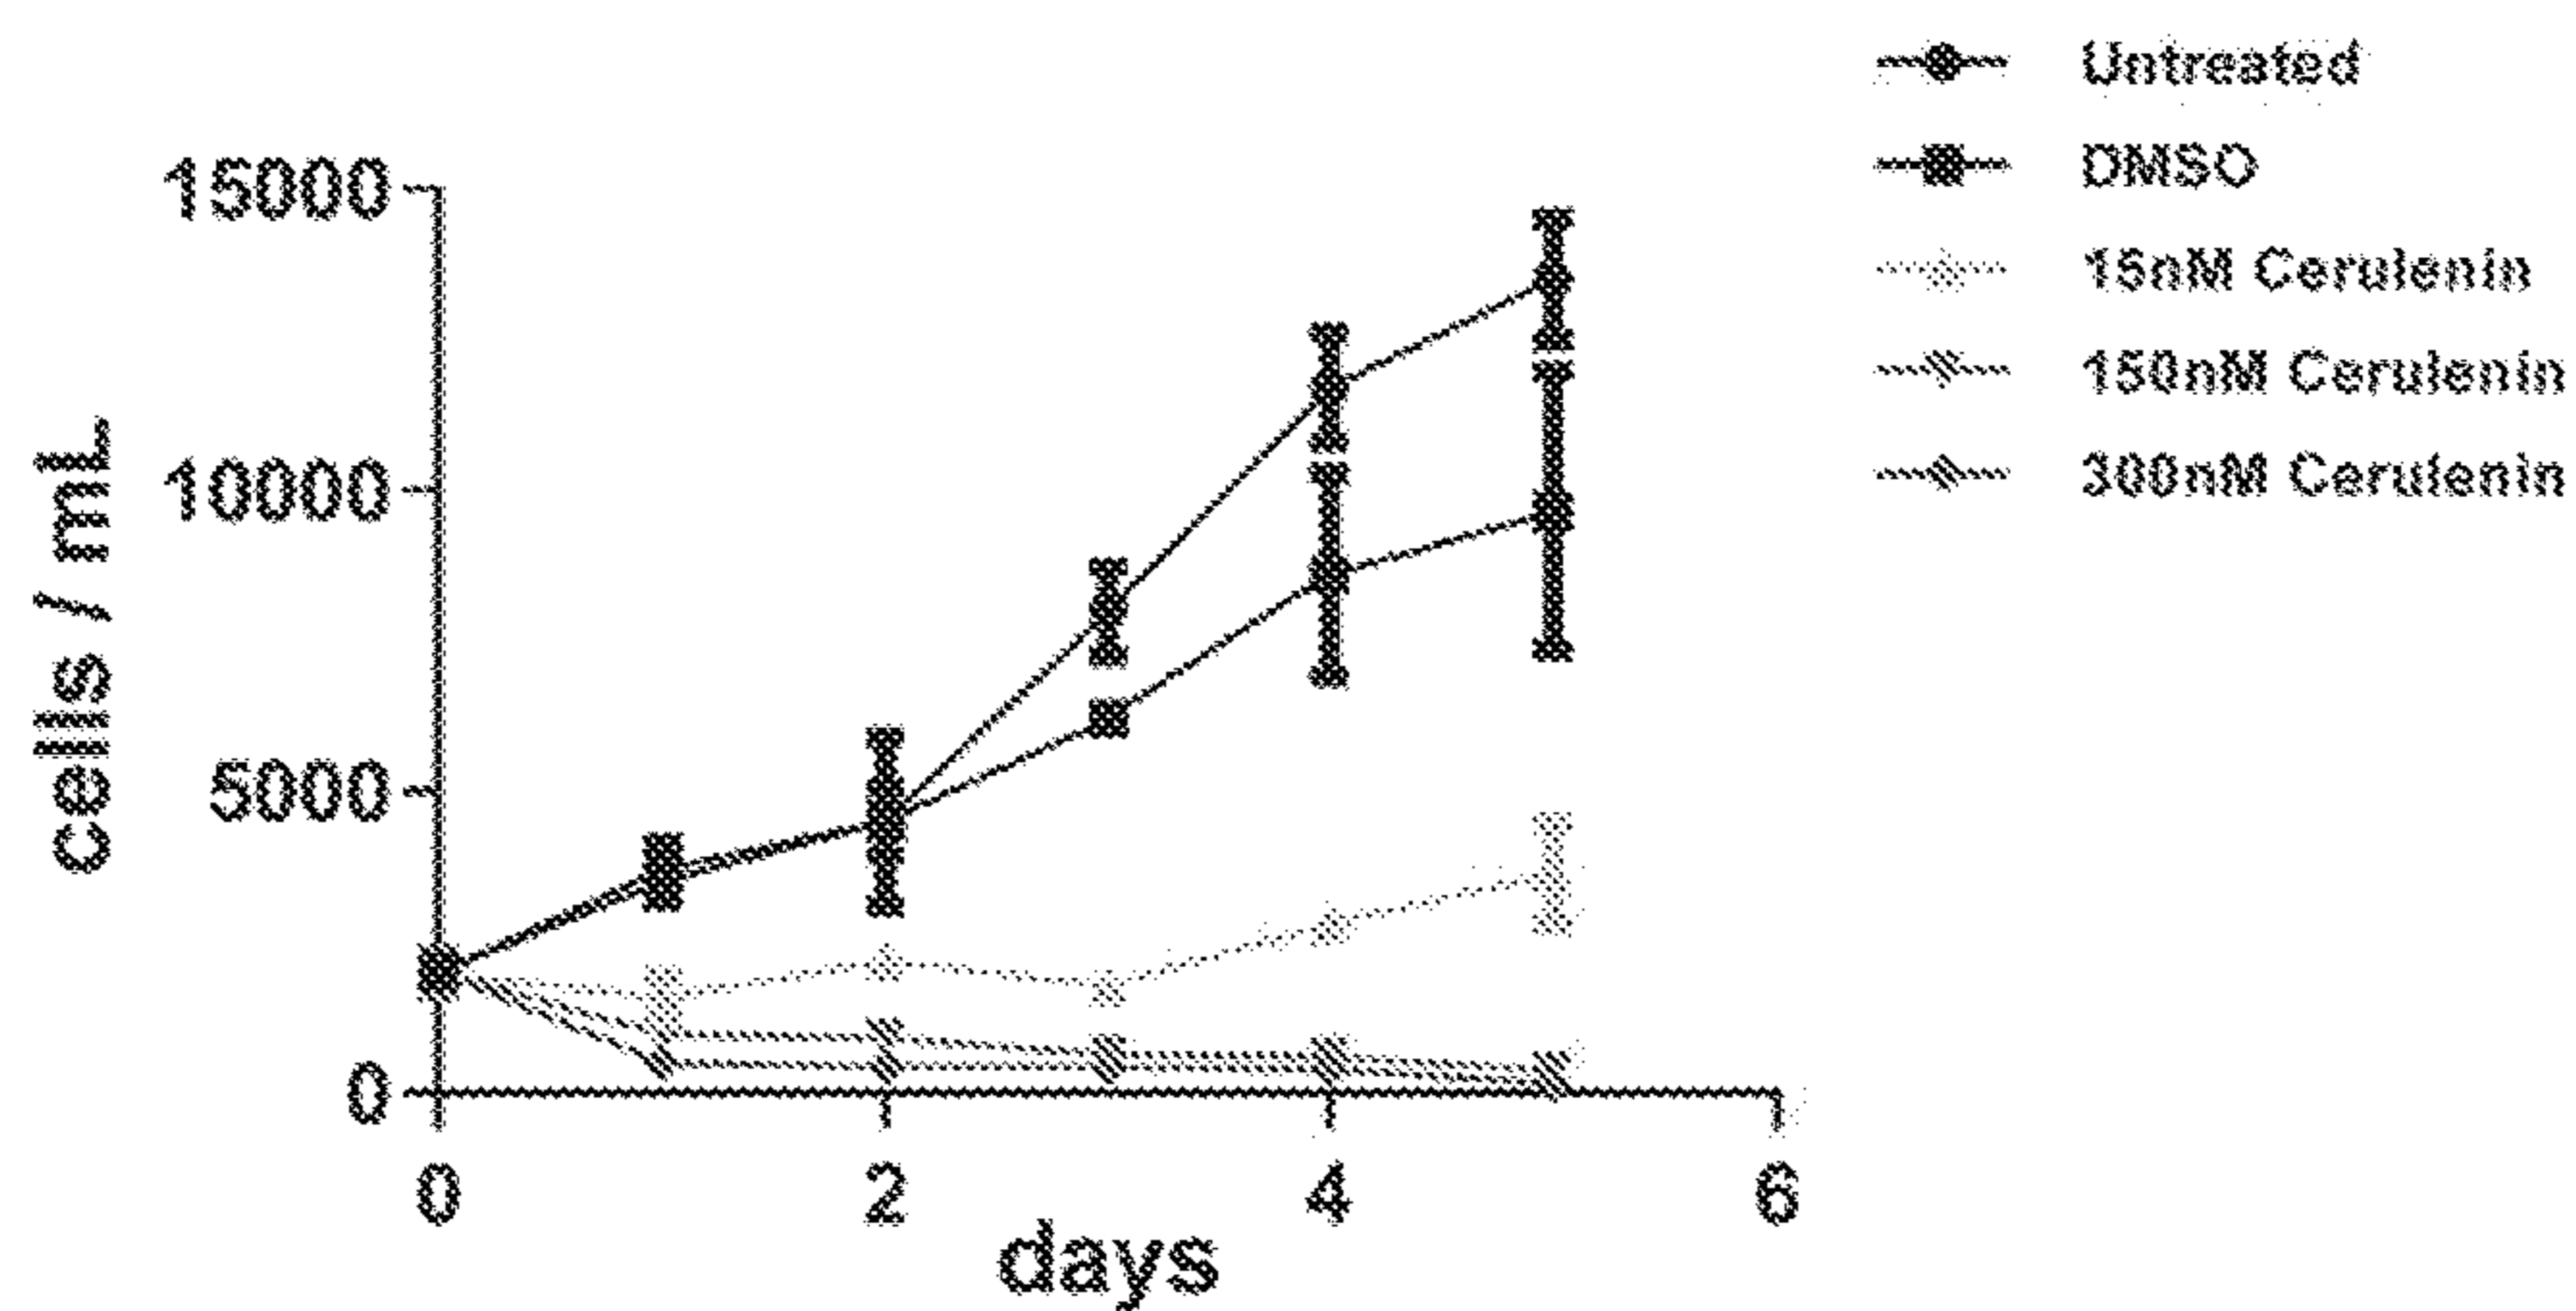 Untreated
DMSO
15nM Cerulenin
150nM Cerulenin
300nM Cerulenin
15000
10000
5000
0
cells / mL
0 2 4 6
days